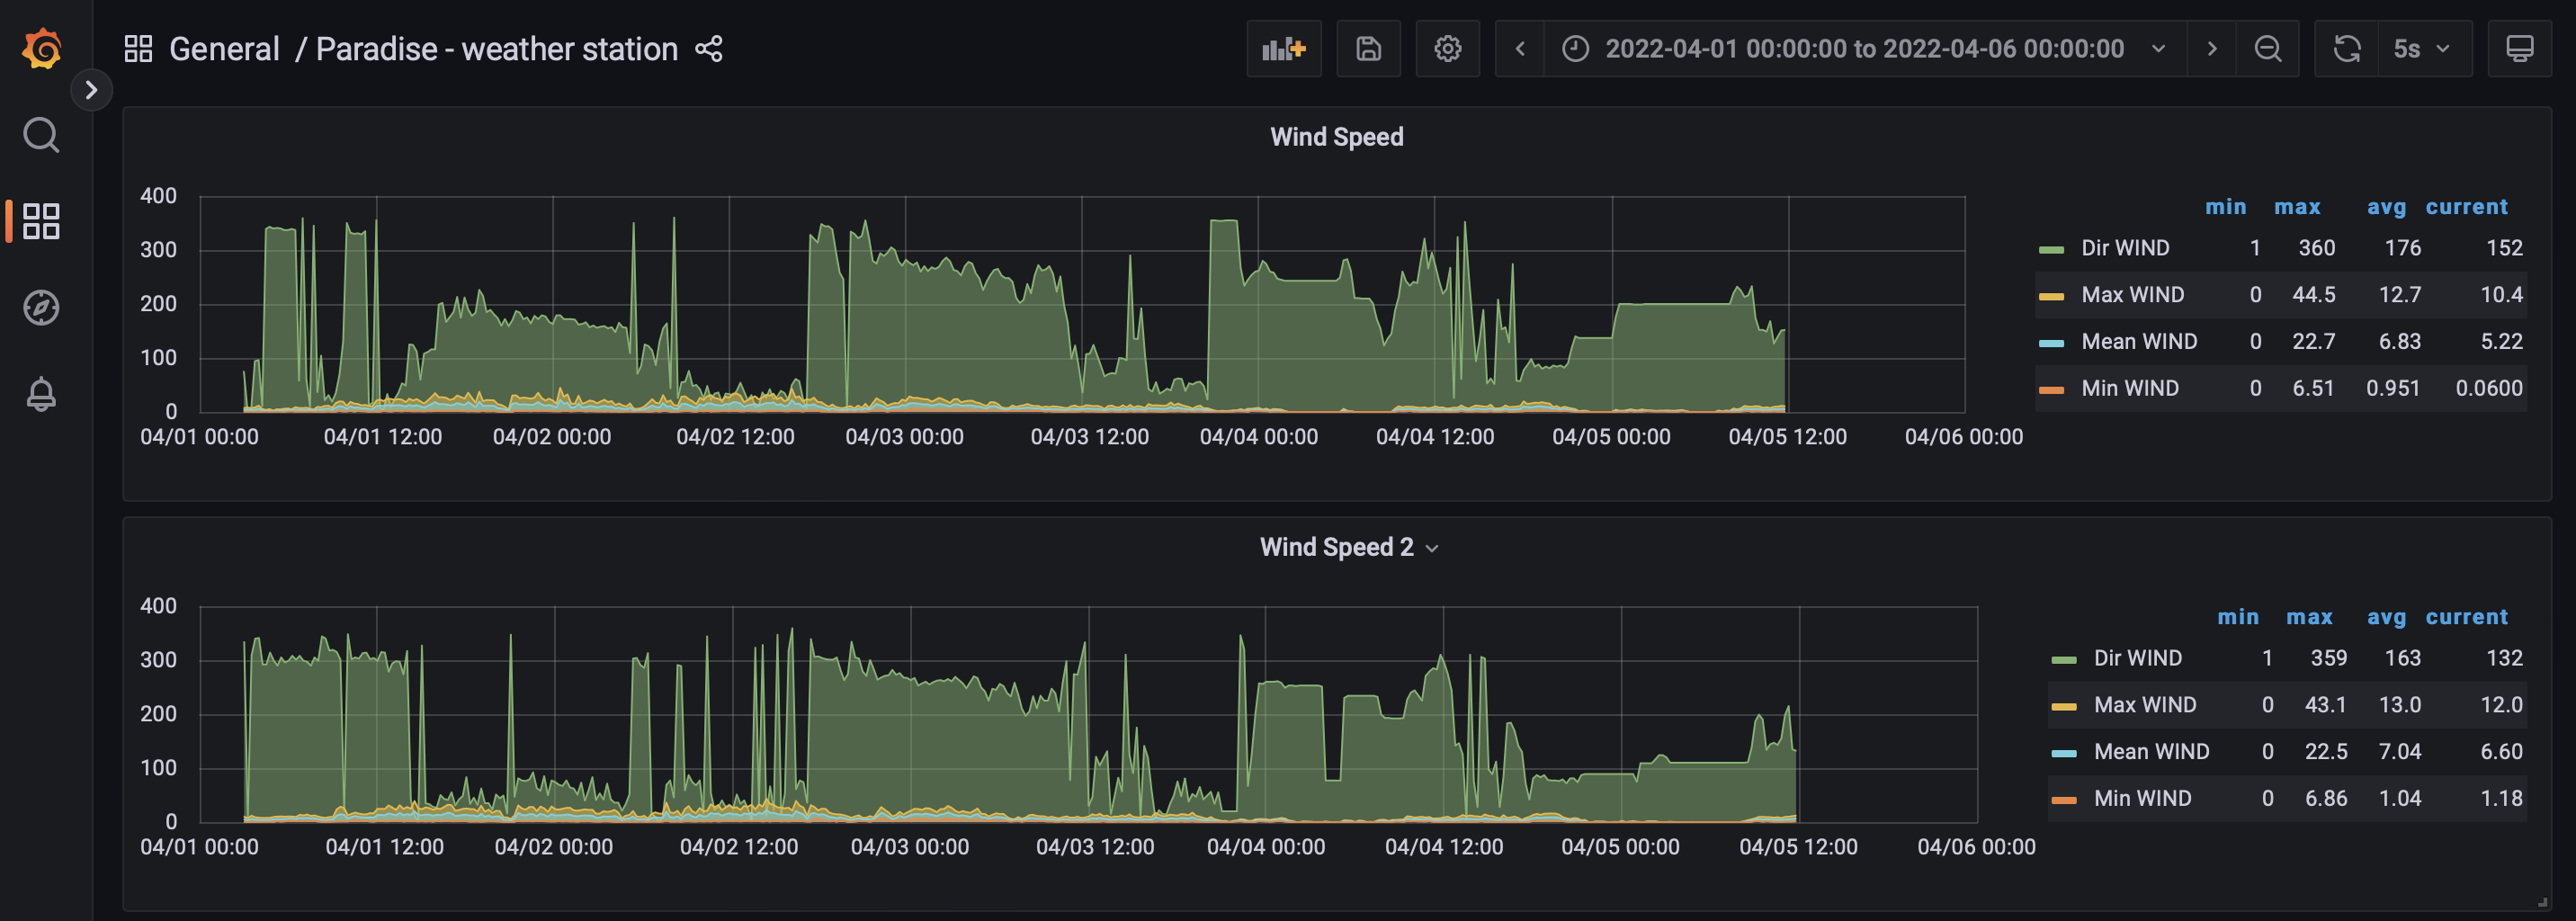 General / Paradise - weather station
2022-04-01 00:00:00 to 2022-04-06 00:00:00
5s
Wind Speed
400
300
200
100
0
04/01 00:00 04/01 12:00 04/02 00:00 04/02 12:00 04/03 00:00 04/03 12:00 04/04 00:00 04/04 12:00 04/05 00:00 04/05 12:00 04/06 00:00
min max avg current
Dir WIND 1 360 176 152
Max WIND 0 44.5 12.7 10.4
Mean WIND 0 22.7 6.83 5.22
Min WIND 0 6.51 0.951 0.0600
Wind Speed 2
400
300
200
100
0
04/01 00:00 04/01 12:00 04/02 00:00 04/02 12:00 04/03 00:00 04/03 12:00 04/04 00:00 04/04 12:00 04/05 00:00 04/05 12:00 04/06 00:00
min max avg current
Dir WIND 1 359 163 132
Max WIND 0 43.1 13.0 12.0
Mean WIND 0 22.5 7.04 6.60
Min WIND 0 6.86 1.04 1.18